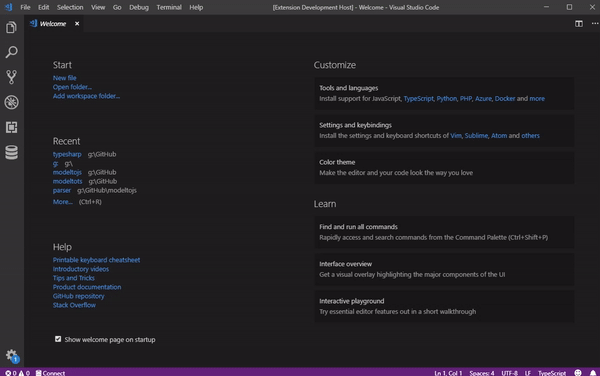 File Edit Selection View Go Debug Terminal Help [Extension Development Host] - Welcome - Visual Studio Code
Welcome
Start
New file
Open folder...
Add workspace folder...
Recent
typesharp g:\GitHub
g: g:\
modeltojs g:\GitHub
modeltots g:\GitHub
parser g:\GitHub\modeltojs
More... (Ctrl+R)
Help
Printable keyboard cheatsheet
Introductory videos
Tips and Tricks
Product documentation
GitHub repository
Stack Overflow
Show welcome page on startup
Customize
Tools and languages
Install support for JavaScript, TypeScript, Python, PHP, Azure, Docker and more
Settings and keybindings
Install the settings and keyboard shortcuts of Vim, Sublime, Atom and others
Color theme
Make the editor and your code look the way you love
Learn
Find and run all commands
Rapidly access and search commands from the Command Palette (Ctrl+Shift+P)
Interface overview
Get a visual overlay highlighting the major components of the UI
Interactive playground
Try essential editor features out in a short walkthrough
1
0 0 Connect Ln 1, Col 1 Spaces: 4 UTF-8 LF TypeScript